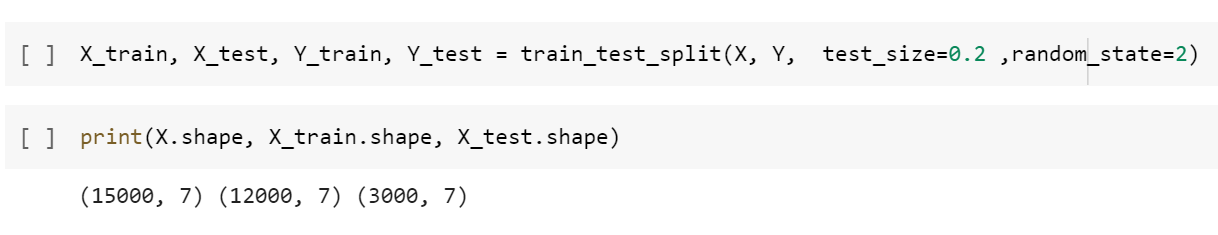 [ ] X_train, X_test, Y_train, Y_test = train_test_split(X, Y,  test_size=0.2 ,random_state=2)
[ ] print(X.shape, X_train.shape, X_test.shape)
(15000, 7) (12000, 7) (3000, 7)